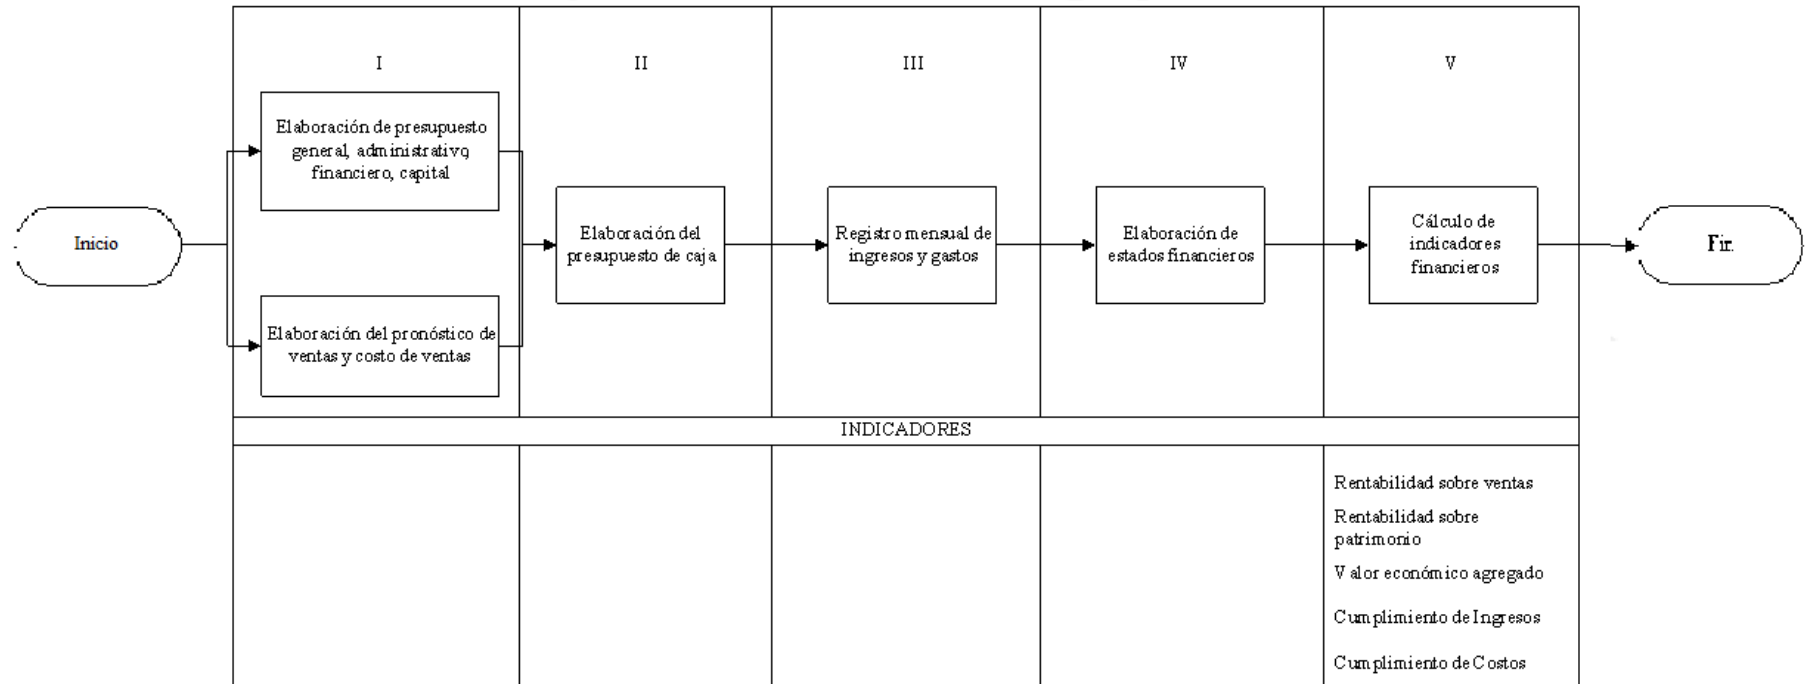 I
II
III
IV
V
Elaboración de presupuesto
general, administrativo,
financiero, capital
Inicio
Elaboración del
presupuesto de caja
Registro mensual de
ingresos y gastos
Elaboración de
estados financieros
Cálculo de
indicadores
financieros
Fin.
Elaboración del pronóstico de
ventas y costo de ventas
INDICADORES
Rentabilidad sobre ventas
Rentabilidad sobre
patrimonio
Valor económico agregado
Cumplimiento de Ingresos
Cumplimiento de Costos